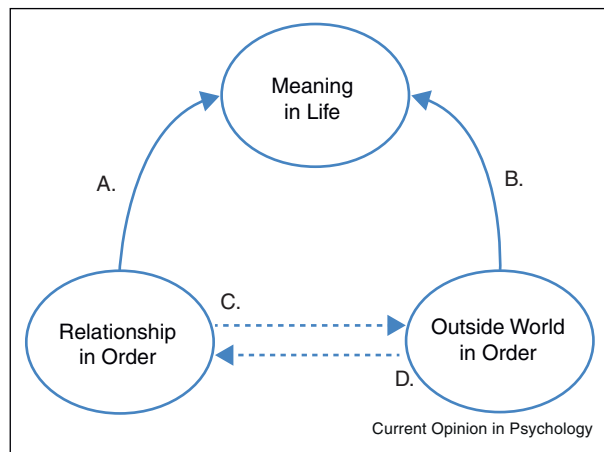 Meaning
in Life
A.
B.
C.
Relationship
in Order
Outside World
in Order
D.
Current Opinion in Psychology